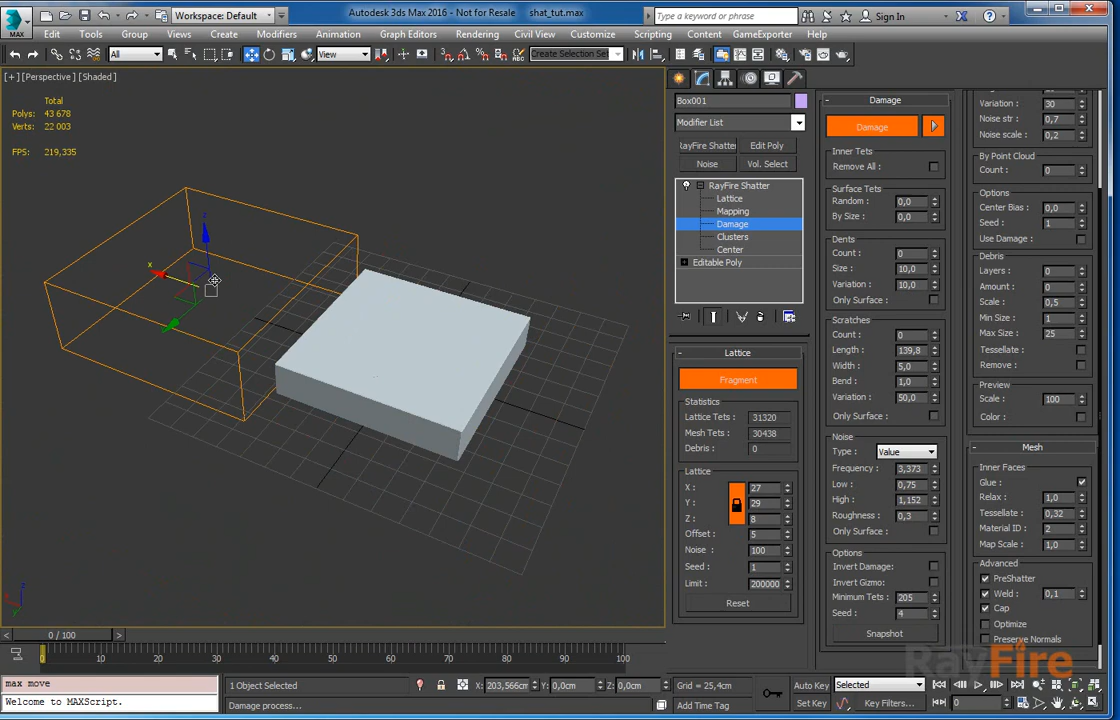 Autodesk 3ds Max 2016 - Not for Resale shat_tut.max
MAX
Workspace: Default
Type a keyword or phrase
Sign In
Edit Tools Group Views Create Modifiers Animation Graph Editors Rendering Civil View Customize Scripting Content GameExporter Help
All
View
Create Selection Se
[+] [Perspective] [Shaded]
Total
Polys: 43 678
Verts: 22 003
FPS: 219,335
z
x
Box001
Modifier List
RayFire Shatte
Edit Poly
Noise
Vol. Select
RayFire Shatter
Lattice
Mapping
Damage
Clusters
Center
Editable Poly
- Lattice
Fragment
Statistics
Lattice Tets : 31320
Mesh Tets : 30438
Debris : 0
Lattice
X : 27
Y : 29
Z : 8
Offset : 5
Noise : 100
Seed : 1
Limit : 200000
Reset
- Damage
Damage
Inner Tets
Remove All :
Surface Tets
Random : 0,0
By Size : 0,0
Dents
Count : 0
Size : 10,0
Variation : 10,0
Only Surface :
Scratches
Count : 0
Length : 139,8
Width : 5,0
Bend : 1,0
Variation : 50,0
Only Surface :
Noise
Type : Value
Frequency : 3,373
Low : 0,75
High : 1,152
Roughness : 0,3
Only Surface :
Options
Invert Damage:
Invert Gizmo:
Minimum Tets : 205
Seed : 4
Snapshot
Variation : 30
Noise str : 0,7
Noise scale : 0,2
By Point Cloud
Count : 0
Options
Center Bias : 0,0
Seed : 1
Use Damage :
Debris
Layers : 0
Amount : 0
Scale : 0,5
Min Size : 1
Max Size : 25
Tessellate :
Remove :
Preview
Scale : 100
Color :
- Mesh
Inner Faces
Glue :
Relax : 1,0
Tessellate : 0,32
Material ID : 2
Map Scale : 1,0
Advanced
PreShatter
Weld : 0,1
Cap
Optimize
Preserve Normals
RayFire
< 0 / 100 >
0 10 20 30 40 50 60 70 80 90 100
max move
Welcome to MAXScript.
1 Object Selected
X: 203,566cm Y: 0,0cm Z: 0,0cm Grid = 25,4cm
Auto Key Selected
Damage process...
Add Time Tag
Set Key Key Filters...
0